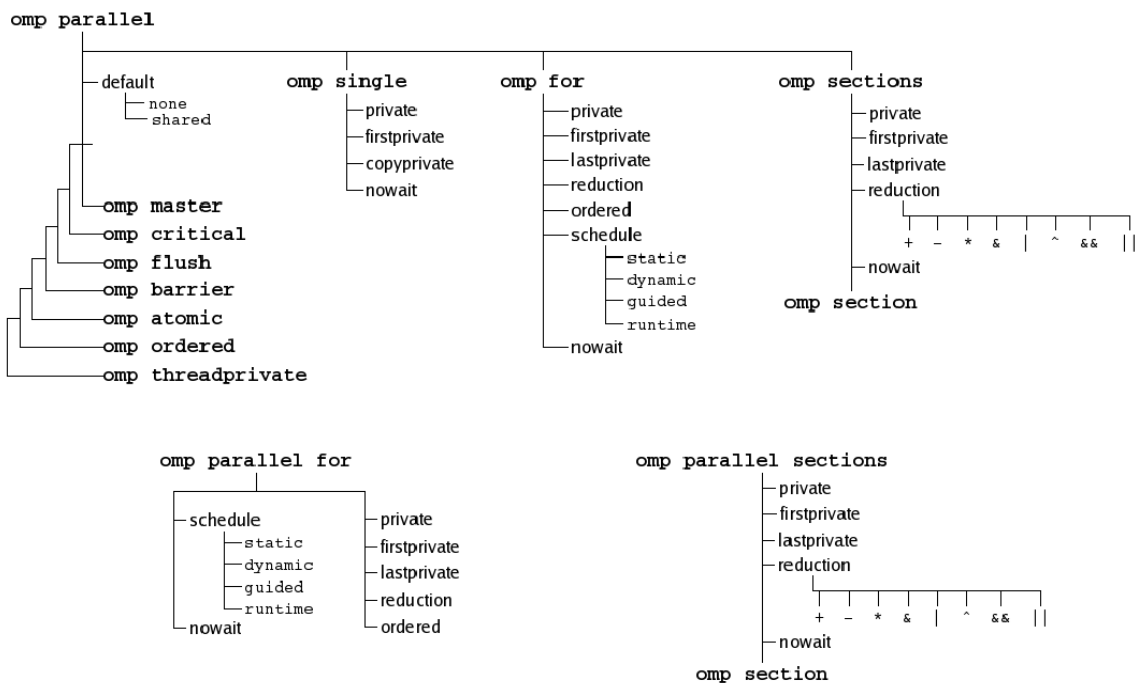 omp parallel
default
none
shared
omp master
omp critical
omp flush
omp barrier
omp atomic
omp ordered
omp threadprivate
omp single
private
firstprivate
copyprivate
nowait
omp for
private
firstprivate
lastprivate
reduction
ordered
schedule
static
dynamic
guided
runtime
nowait
omp sections
private
firstprivate
lastprivate
reduction
+ – * & | ^ && ||
nowait
omp section
omp parallel for
schedule
static
dynamic
guided
runtime
nowait
private
firstprivate
lastprivate
reduction
ordered
omp parallel sections
private
firstprivate
lastprivate
reduction
+ – * & | ^ && ||
nowait
omp section